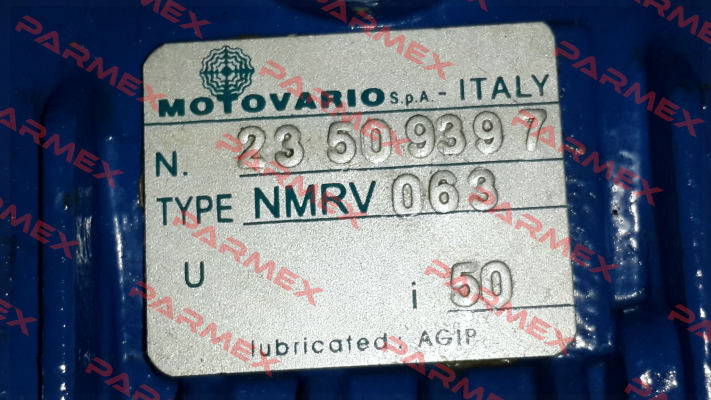 MOTOVARIO S.p.A. - ITALY
N. 23 509397
TYPE NMRV 063
U i 50
lubricated: AGIP
PARMEX